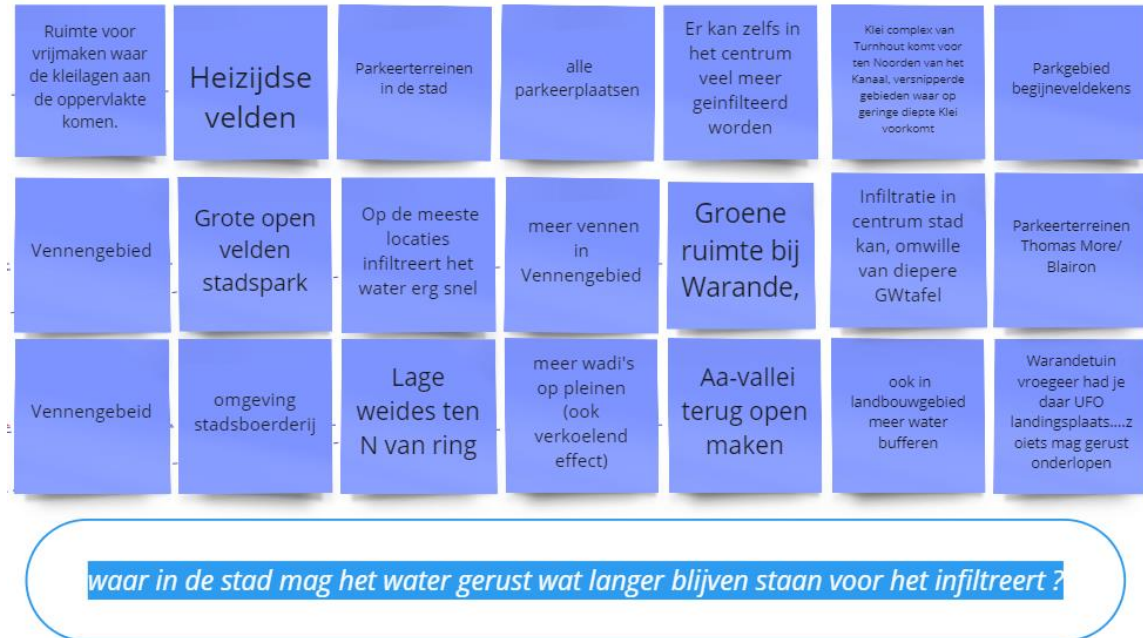 Ruimte voor
vrijmaken waar
de kleilagen aan
de oppervlakte
komen.
Heizijdse
velden
Parkeerterreinen
in de stad
alle
parkeerplaatsen
Er kan zelfs in
het centrum
veel meer
geinfilteerd
worden
Klei complex van
Turnhout komt voor
ten Noorden van het
Kanaal, versnipperde
gebieden waar op
geringe diepte Klei
voorkomt
Parkgebied
begijneveldekens
Vennengebied
Grote open
velden
stadspark
Op de meeste
locaties
infiltreert het
water erg snel
meer vennen
in
Vennengebied
Groene
ruimte bij
Warande,
Infiltratie in
centrum stad
kan, omwille
van diepere
GWtafel
Parkeerterreinen
Thomas More/
Blairon
Vennengebeid
omgeving
stadsboerderij
Lage
weides ten
N van ring
meer wadi's
op pleinen
(ook
verkoelend
effect)
Aa-vallei
terug open
maken
ook in
landbouwgebied
meer water
bufferen
Warandetuin
vroegeer had je
daar UFO
landingsplaats....z
oiets mag gerust
onderlopen
waar in de stad mag het water gerust wat langer blijven staan voor het infiltreert ?